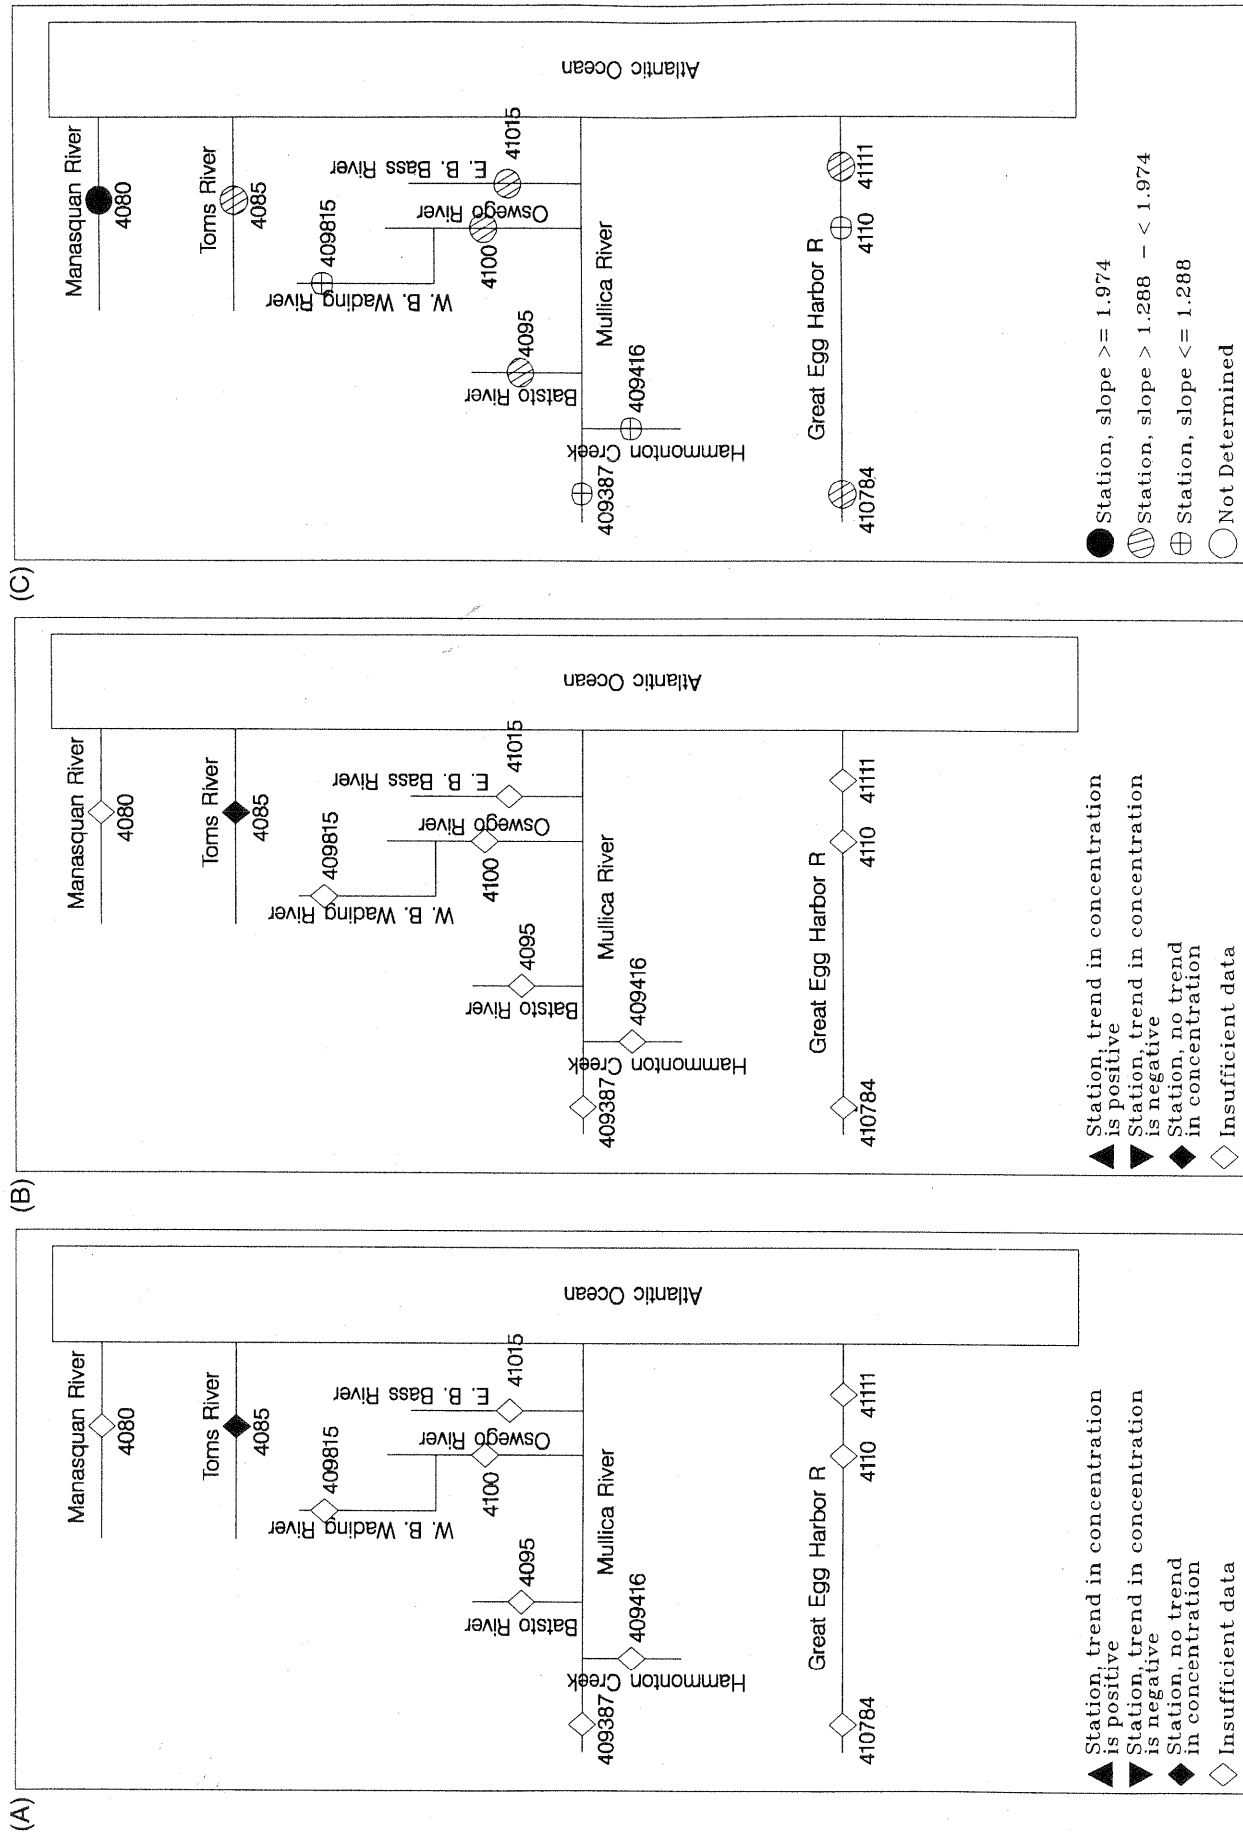 (A)
Manasquan River
4080
Toms River
4085
W. B. Wading River
409815
Oswego River
4100
E. B. Bass River
41015
Batsto River
4095
Mullica River
Hammonton Creek
409416
409387
Great Egg Harbor R
410784
4110
41111
Atlantic Ocean
Station, trend in concentration
is positive
Station, trend in concentration
is negative
Station, no trend
in concentration
Insufficient data
(B)
Manasquan River
4080
Toms River
4085
W. B. Wading River
409815
Oswego River
4100
E. B. Bass River
41015
Batsto River
4095
Mullica River
Hammonton Creek
409416
409387
Great Egg Harbor R
410784
4110
41111
Atlantic Ocean
Station, trend in concentration
is positive
Station, trend in concentration
is negative
Station, no trend
in concentration
Insufficient data
(C)
Manasquan River
4080
Toms River
4085
W. B. Wading River
409815
Oswego River
4100
E. B. Bass River
41015
Batsto River
4095
Mullica River
Hammonton Creek
409416
409387
Great Egg Harbor R
410784
4110
41111
Atlantic Ocean
Station, slope >= 1.974
Station, slope > 1.288 - < 1.974
Station, slope <= 1.288
Not Determined